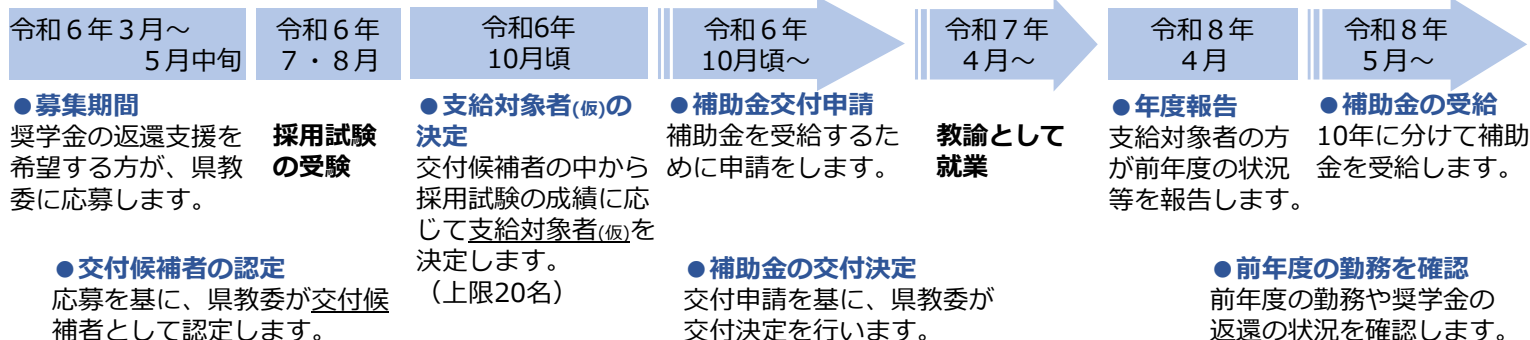 令和６年３月～
５月中旬
令和６年
７・８月
令和6年
10月頃
令和６年
10月頃～
令和７年
４月～
令和８年
４月
令和８年
５月～
●募集期間
奨学金の返還支援を
希望する方が、県教
委に応募します。
採用試験
の受験
●支給対象者(仮)の
決定
交付候補者の中から
採用試験の成績に応
じて支給対象者(仮)を
決定します。
（上限20名）
●補助金交付申請
補助金を受給するた
めに申請をします。
教諭として
就業
●年度報告
支給対象者の方
が前年度の状況
等を報告します。
●補助金の受給
10年に分けて補助
金を受給します。
●交付候補者の認定
応募を基に、県教委が交付候
補者として認定します。
●補助金の交付決定
交付申請を基に、県教委が
交付決定を行います。
●前年度の勤務を確認
前年度の勤務や奨学金の
返還の状況を確認します。